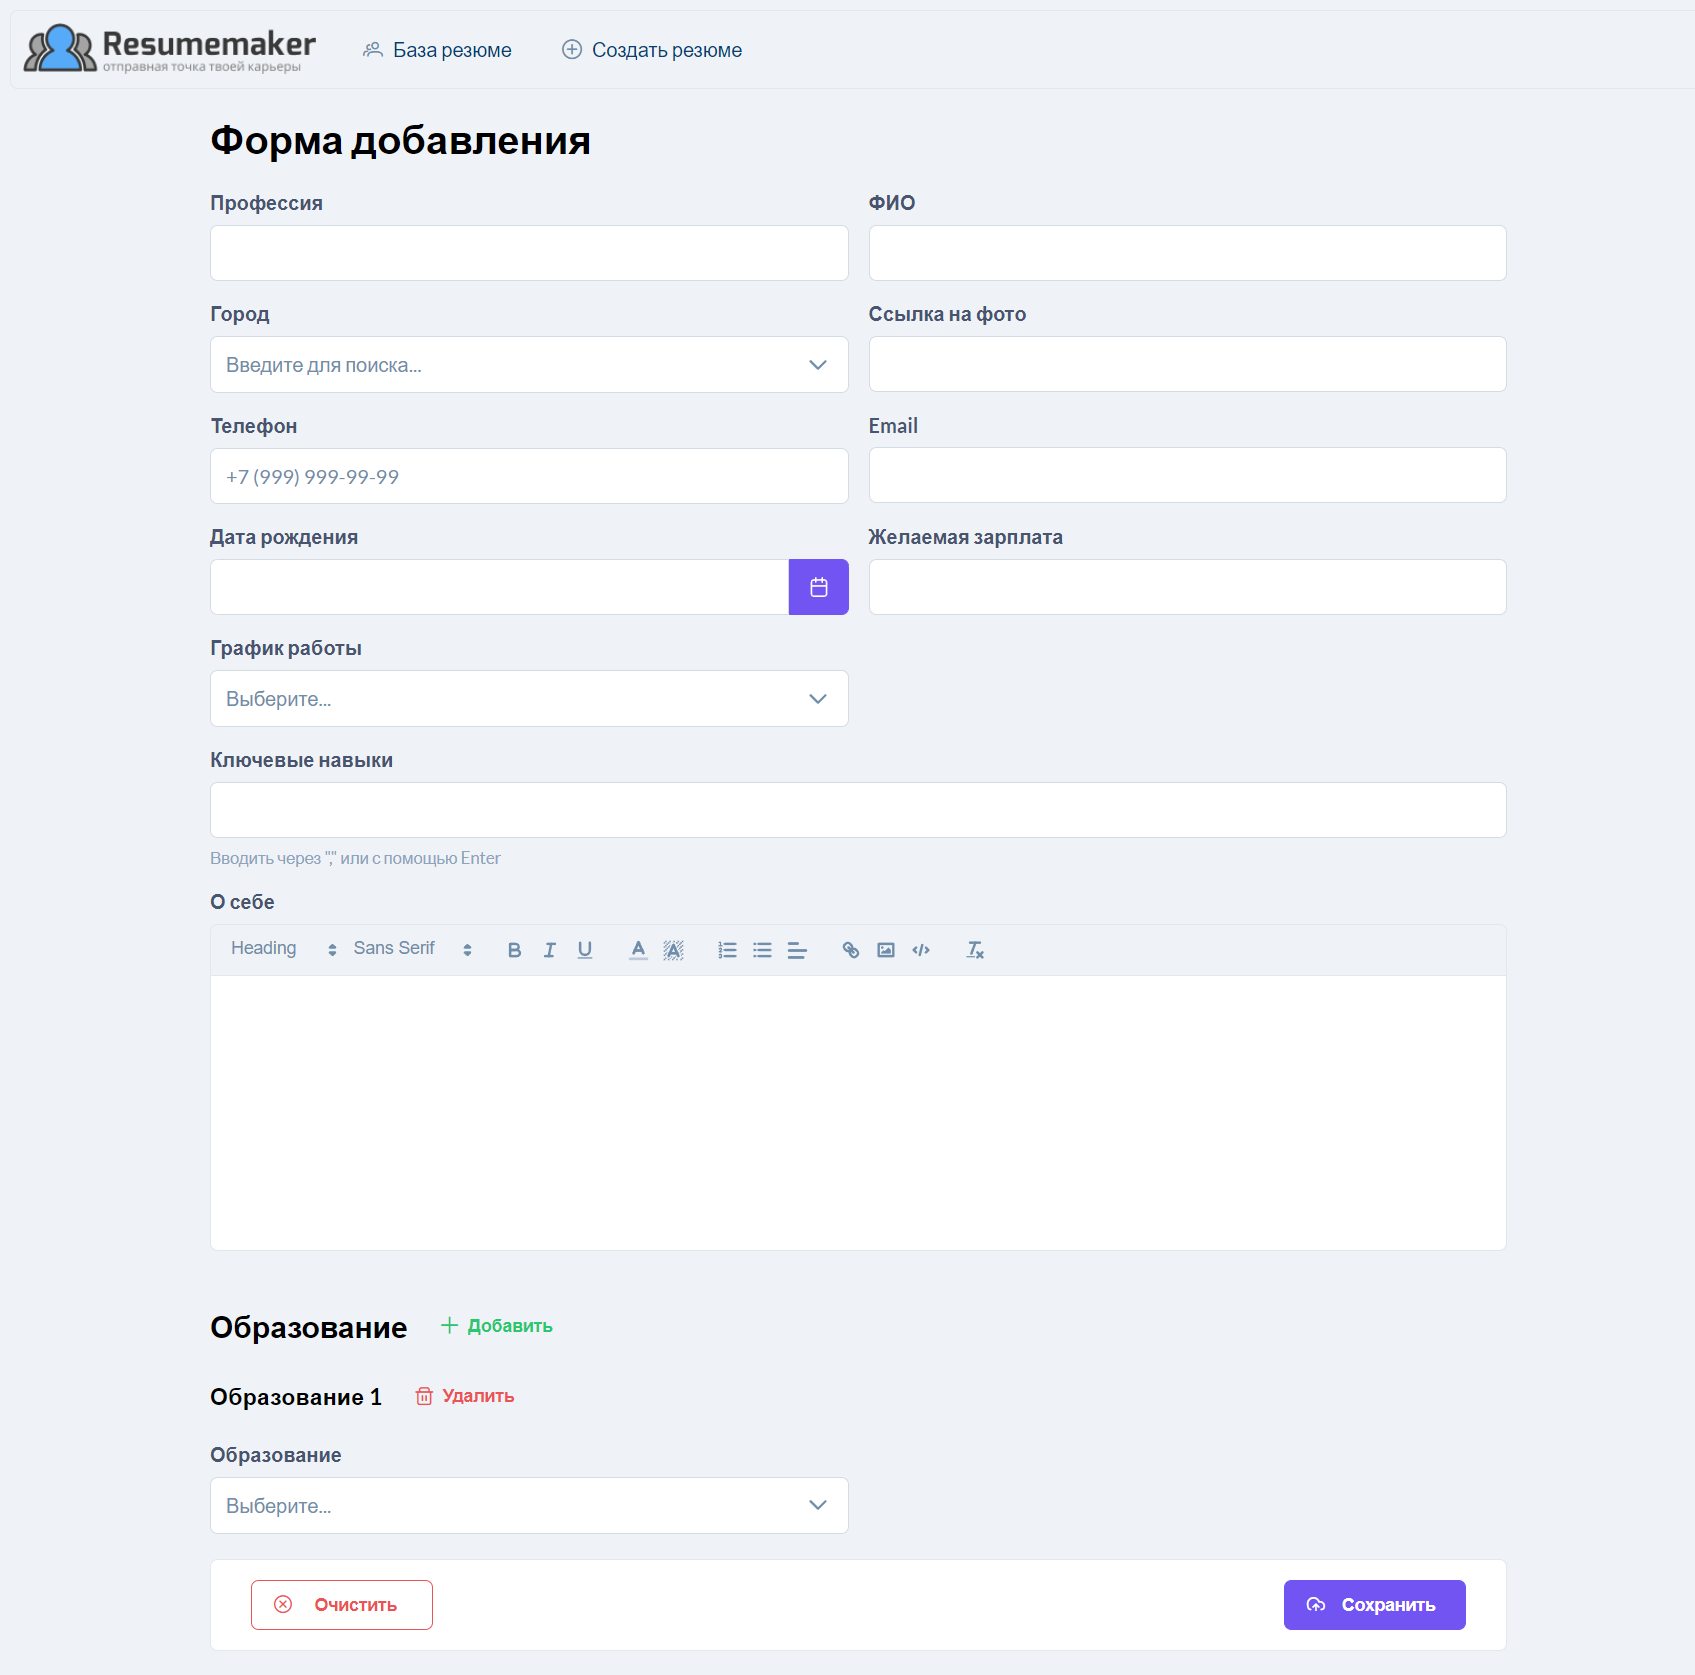 Resumemaker
отправная точка твоей карьеры
База резюме
Создать резюме
Форма добавления
Профессия
ФИО
Город
Ссылка на фото
Введите для поиска...
Телефон
Email
+7 (999) 999-99-99
Дата рождения
Желаемая зарплата
График работы
Выберите...
Ключевые навыки
Вводить через "," или с помощью Enter
О себе
Heading Sans Serif B I U A A
Образование
Добавить
Образование 1
Удалить
Образование
Выберите...
Очистить
Сохранить